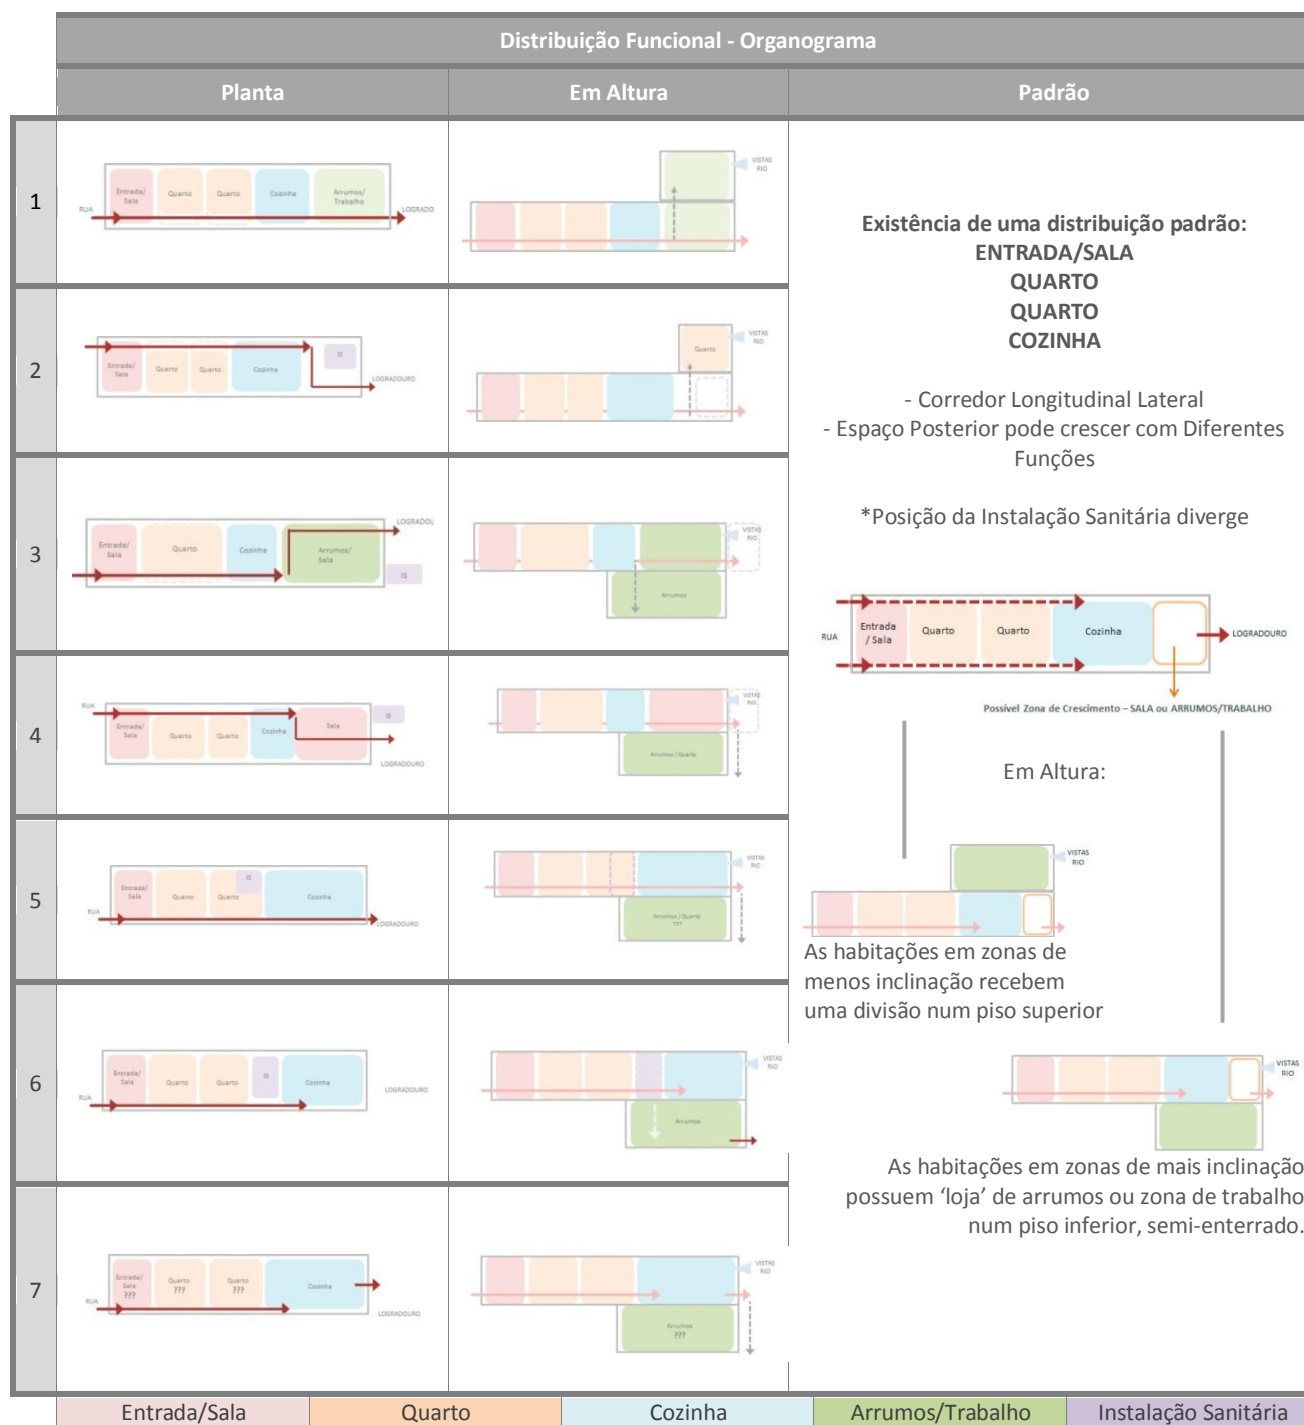 Distribuição Funcional - Organograma
Planta
Em Altura
Padrão
1
RUA
Entrada/
Sala
Quarto
Quarto
Cozinha
Arrumos/
Trabalho
LOGRADO
VISTAS
RIO
2
Entrada/
Sala
Quarto
Quarto
Cozinha
IS
LOGRADOURO
Quarto
VISTAS
RIO
3
Entrada/
Sala
Quarto
Cozinha
Arrumos/
Sala
LOGRADOU
IS
VISTAS
RIO
Arrumos
4
RUA
Entrada/
Sala
Quarto
Quarto
Cozinha
Sala
IS
LOGRADOURO
VISTAS
RIO
Arrumos / Quarto
5
RUA
Entrada/
Sala
Quarto
Quarto
IS
Cozinha
LOGRADOURO
VISTAS
RIO
Arrumos / Quarto
???
6
RUA
Entrada/
Sala
Quarto
Quarto
IS
Cozinha
LOGRADOURO
VISTAS
RIO
Arrumos
7
RUA
Entrada/
Sala
???
Quarto
???
Quarto
???
Cozinha
LOGRADOURO
VISTAS
RIO
Arrumos
???
Existência de uma distribuição padrão:
ENTRADA/SALA
QUARTO
QUARTO
COZINHA
- Corredor Longitudinal Lateral
- Espaço Posterior pode crescer com Diferentes
Funções
*Posição da Instalação Sanitária diverge
RUA
Entrada
/ Sala
Quarto
Quarto
Cozinha
LOGRADOURO
Possível Zona de Crescimento – SALA ou ARRUMOS/TRABALHO
Em Altura:
VISTAS
RIO
As habitações em zonas de
menos inclinação recebem
uma divisão num piso superior
VISTAS
RIO
As habitações em zonas de mais inclinação
possuem ‘loja’ de arrumos ou zona de trabalho
num piso inferior, semi-enterrado.
Entrada/Sala
Quarto
Cozinha
Arrumos/Trabalho
Instalação Sanitária